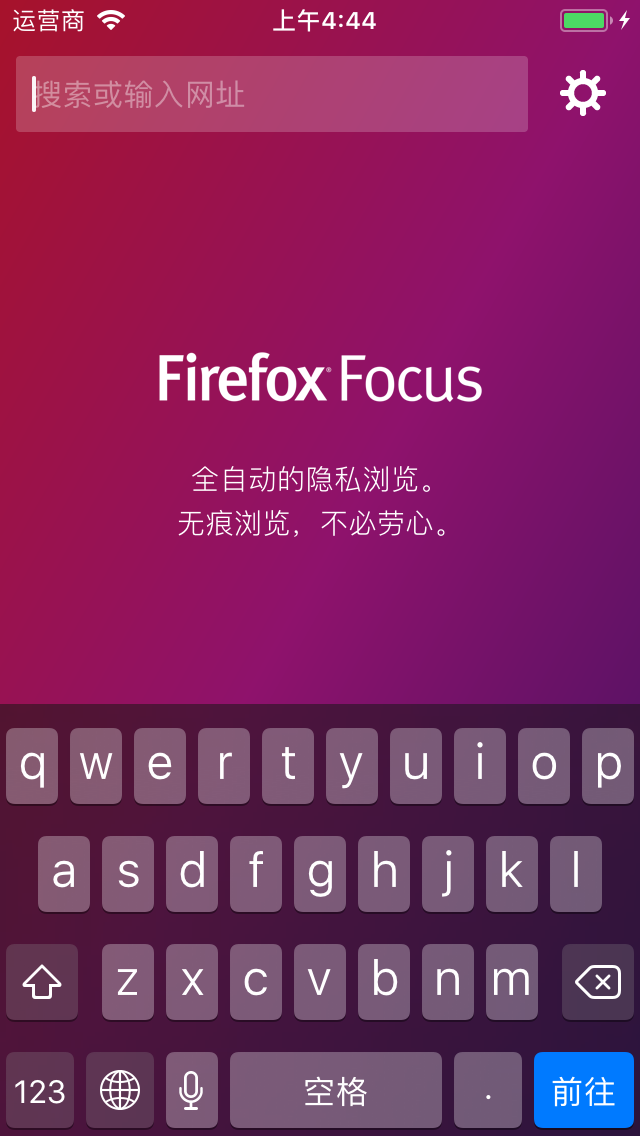 运营商 上午4:44
搜索或输入网址
Firefox® Focus
全自动的隐私浏览。
无痕浏览，不必劳心。
q w e r t y u i o p
a s d f g h j k l
z x c v b n m
123 空格 . 前往